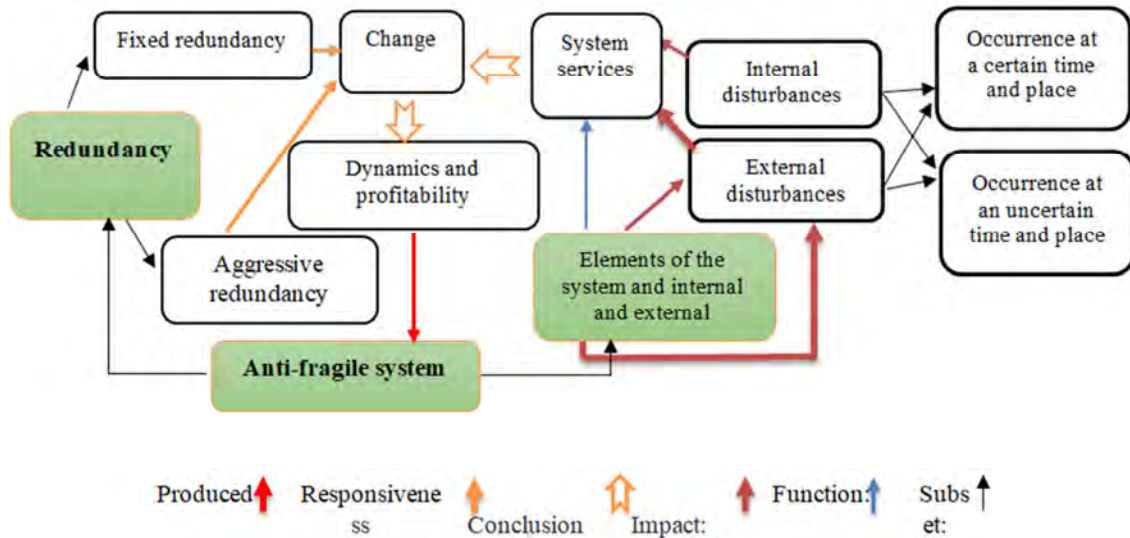 Fixed redundancy
Change
System
services
Internal
disturbances
Occurrence at
a certain time
and place
Redundancy
Dynamics and
profitability
External
disturbances
Occurrence at
an uncertain
time and place
Aggressive
redundancy
Elements of the
system and internal
and external
Anti-fragile system
Produced
Responsivene
ss
Conclusion
Impact:
Function:
Subs
et: